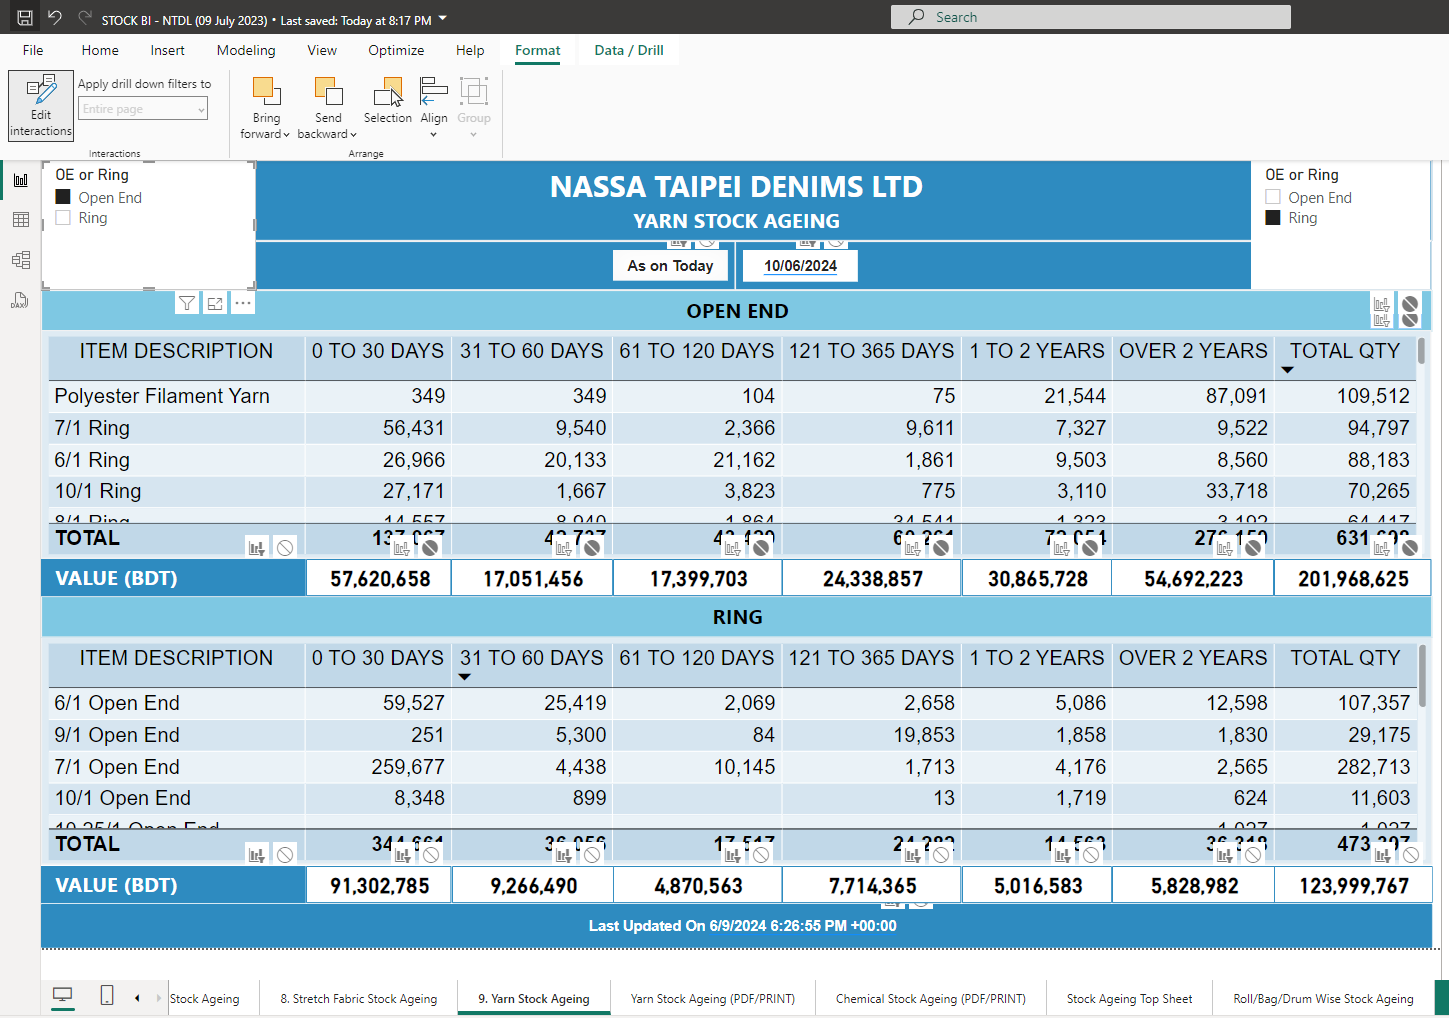 STOCK BI - NTDL (09 July 2023) • Last saved: Today at 8:17 PM
Search
File Home Insert Modeling View Optimize Help Format Data / Drill
Edit interactions
Apply drill down filters to
Entire page
Bring forward
Send backward
Selection
Align
Group
Interactions
Arrange
OE or Ring
Open End
Ring
NASSA TAIPEI DENIMS LTD
YARN STOCK AGEING
As on Today
10/06/2024
OE or Ring
Open End
Ring
DAX
OPEN END
ITEM DESCRIPTION 0 TO 30 DAYS 31 TO 60 DAYS 61 TO 120 DAYS 121 TO 365 DAYS 1 TO 2 YEARS OVER 2 YEARS TOTAL QTY
Polyester Filament Yarn 349 349 104 75 21,544 87,091 109,512
7/1 Ring 56,431 9,540 2,366 9,611 7,327 9,522 94,797
6/1 Ring 26,966 20,133 21,162 1,861 9,503 8,560 88,183
10/1 Ring 27,171 1,667 3,823 775 3,110 33,718 70,265
8/1 Ring
TOTAL
VALUE (BDT) 57,620,658 17,051,456 17,399,703 24,338,857 30,865,728 54,692,223 201,968,625
RING
ITEM DESCRIPTION 0 TO 30 DAYS 31 TO 60 DAYS 61 TO 120 DAYS 121 TO 365 DAYS 1 TO 2 YEARS OVER 2 YEARS TOTAL QTY
6/1 Open End 59,527 25,419 2,069 2,658 5,086 12,598 107,357
9/1 Open End 251 5,300 84 19,853 1,858 1,830 29,175
7/1 Open End 259,677 4,438 10,145 1,713 4,176 2,565 282,713
10/1 Open End 8,348 899 13 1,719 624 11,603
Open End
TOTAL
VALUE (BDT) 91,302,785 9,266,490 4,870,563 7,714,365 5,016,583 5,828,982 123,999,767
Last Updated On 6/9/2024 6:26:55 PM +00:00
Stock Ageing 8. Stretch Fabric Stock Ageing 9. Yarn Stock Ageing Yarn Stock Ageing (PDF/PRINT) Chemical Stock Ageing (PDF/PRINT) Stock Ageing Top Sheet Roll/Bag/Drum Wise Stock Ageing